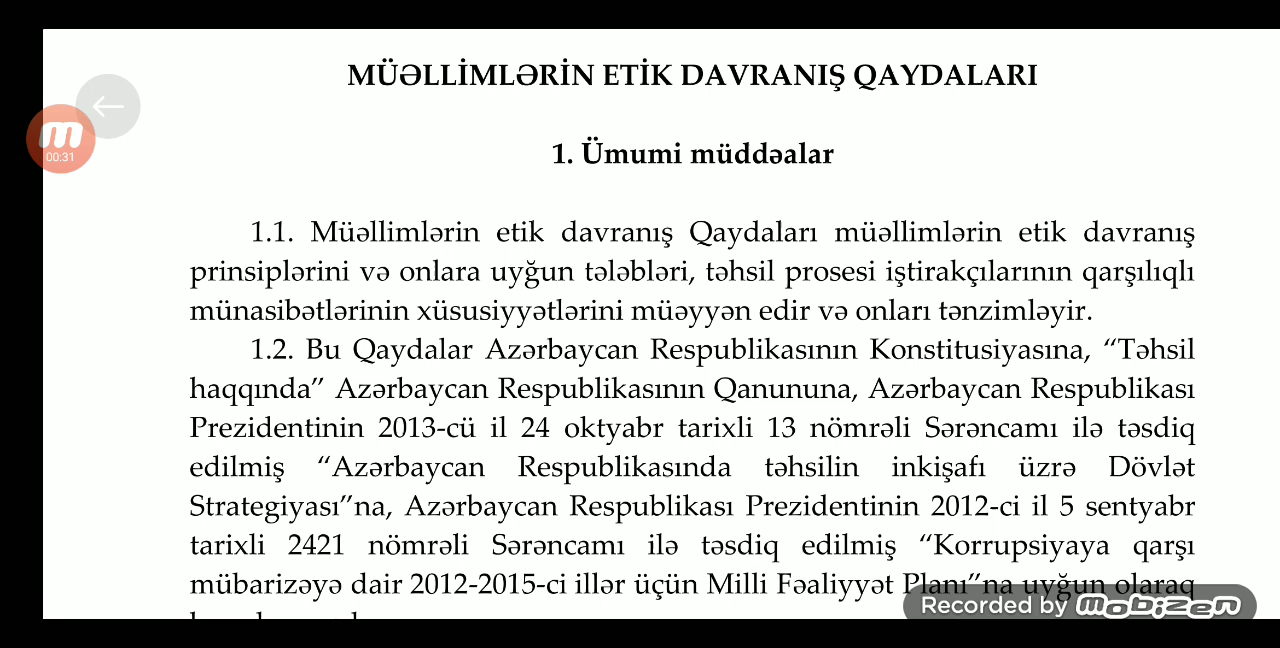 MÜƏLLİMLƏRİN ETİK DAVRANIŞ QAYDALARI
1. Ümumi müddəalar
00:31
1.1. Müəllimlərin etik davranış Qaydaları müəllimlərin etik davranış
prinsiplərini və onlara uyğun tələbləri, təhsil prosesi iştirakçılarının qarşılıqlı
münasibətlərinin xüsusiyyətlərini müəyyən edir və onları tənzimləyir.
1.2. Bu Qaydalar Azərbaycan Respublikasının Konstitusiyasına, “Təhsil
haqqında” Azərbaycan Respublikasının Qanununa, Azərbaycan Respublikası
Prezidentinin 2013-cü il 24 oktyabr tarixli 13 nömrəli Sərəncamı ilə təsdiq
edilmiş “Azərbaycan Respublikasında təhsilin inkişafı üzrə Dövlət
Strategiyası”na, Azərbaycan Respublikası Prezidentinin 2012-ci il 5 sentyabr
tarixli 2421 nömrəli Sərəncamı ilə təsdiq edilmiş “Korrupsiyaya qarşı
mübarizəyə dair 2012-2015-ci illər üçün Milli Fəaliyyət Planı”na uyğun olaraq
Recorded by mobizen